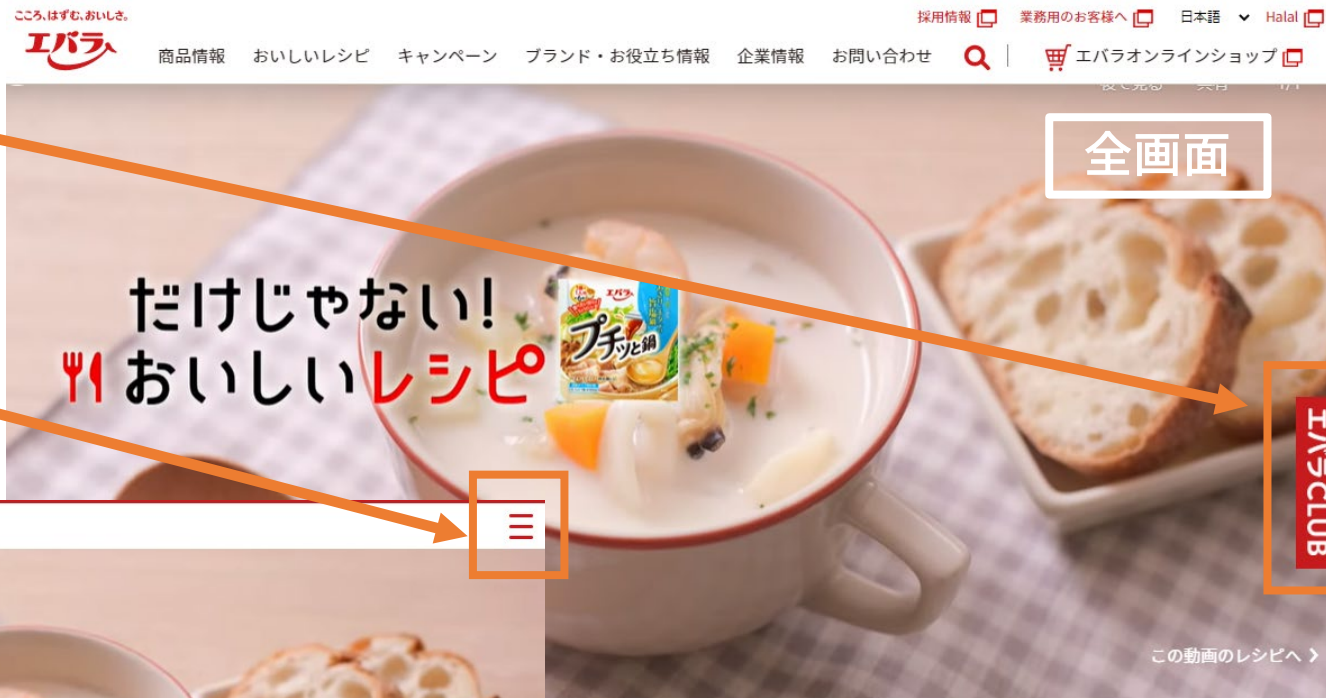 こころ、はずむ、おいしさ。
エバラ
採用情報
業務用のお客様へ
日本語
Halal
商品情報
おいしいレシピ
キャンペーン
ブランド・お役立ち情報
企業情報
お問い合わせ
エバラオンラインショップ
全画面
だけじゃない!
おいしいレシピ
エバラ
プチッと鍋
エバラCLUB
この動画のレシピへ